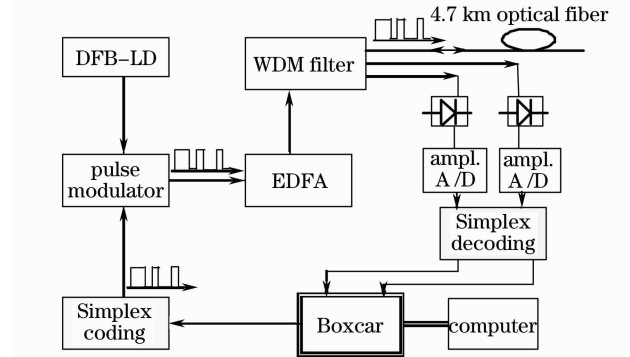 4.7 km optical fiber
DFB-LD
WDM filter
pulse
modulator
EDFA
ampl.
A/D
ampl.
A/D
Simplex
decoding
Simplex
coding
Boxcar
computer